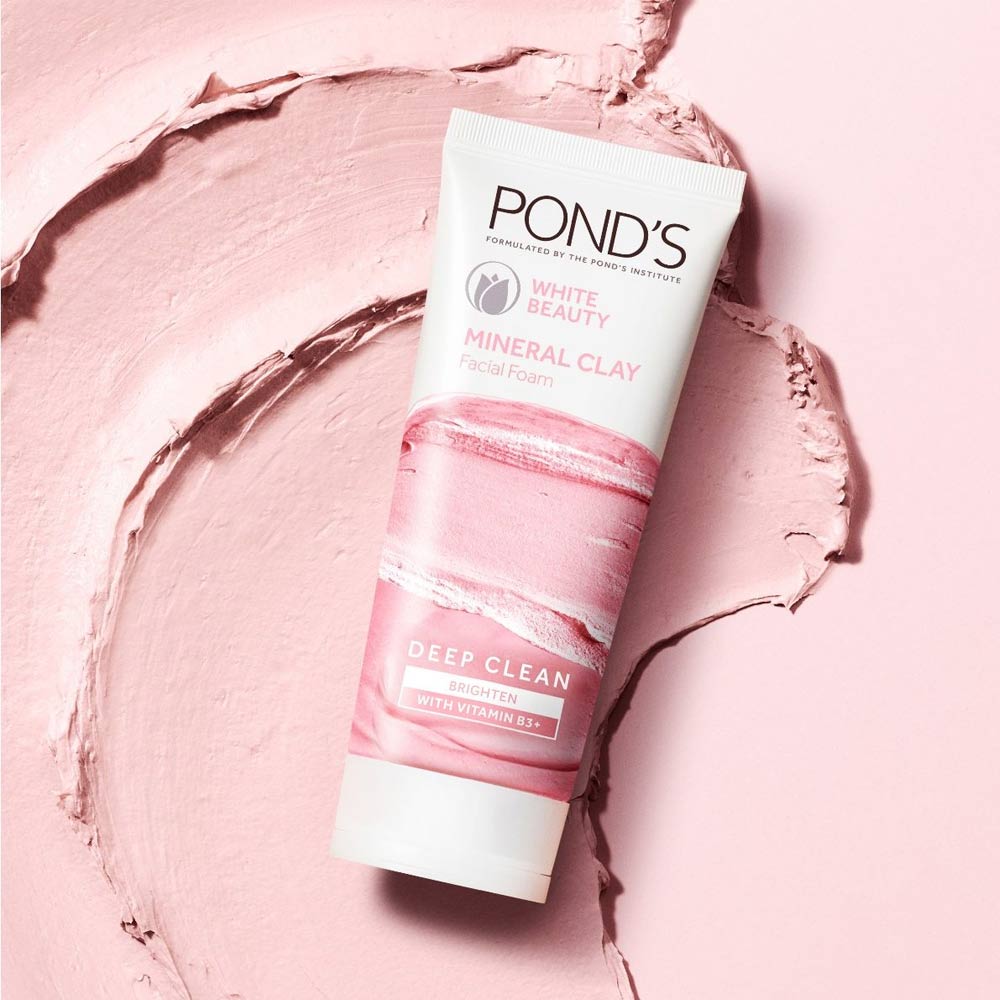 POND'S
FORMULATED BY THE POND'S INSTITUTE
WHITE
BEAUTY
MINERAL CLAY
Facial Foam
DEEP CLEAN
BRIGHTEN
WITH VITAMIN B3+